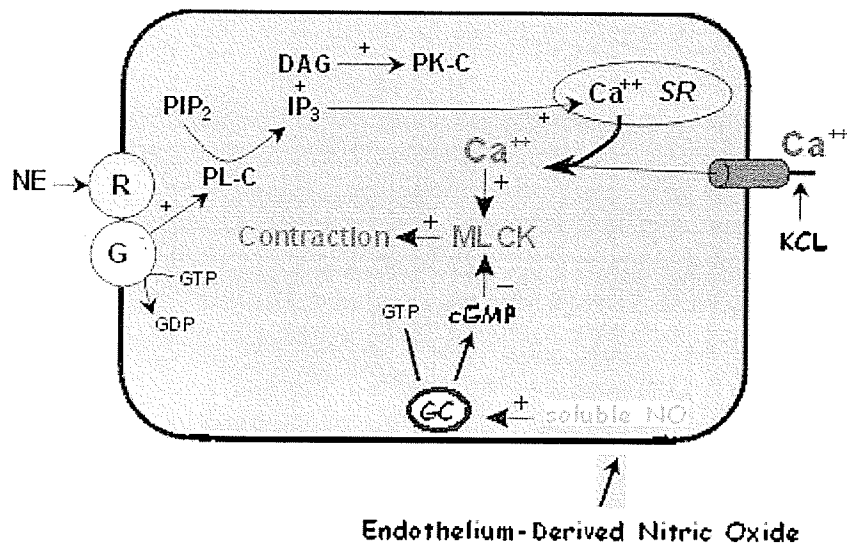 DAG + PK-C
+
PIP₂ IP₃ + Ca⁺⁺ SR
Ca⁺⁺ Ca⁺⁺
NE R PL-C +
+ KCL
Contraction + MLCK
G
GTP −
GDP GTP cGMP
GC + soluble NO
Endothelium-Derived Nitric Oxide